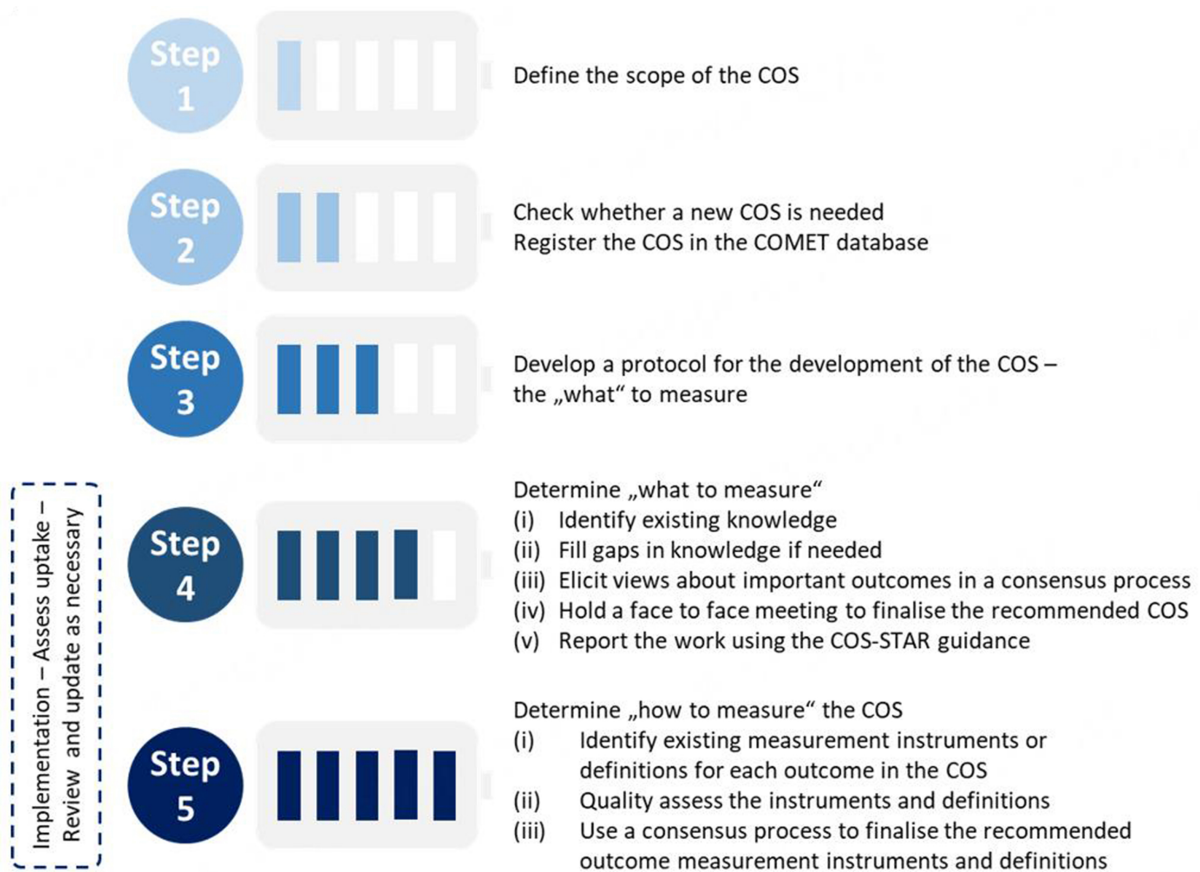 Step
1
Define the scope of the COS
Step
2
Check whether a new COS is needed
Register the COS in the COMET database
Step
3
Develop a protocol for the development of the COS –
the „what“ to measure
Implementation – Assess uptake –
Review and update as necessary
Step
4
Determine „what to measure“
(i) Identify existing knowledge
(ii) Fill gaps in knowledge if needed
(iii) Elicit views about important outcomes in a consensus process
(iv) Hold a face to face meeting to finalise the recommended COS
(v) Report the work using the COS-STAR guidance
Step
5
Determine „how to measure“ the COS
(i) Identify existing measurement instruments or
definitions for each outcome in the COS
(ii) Quality assess the instruments and definitions
(iii) Use a consensus process to finalise the recommended
outcome measurement instruments and definitions